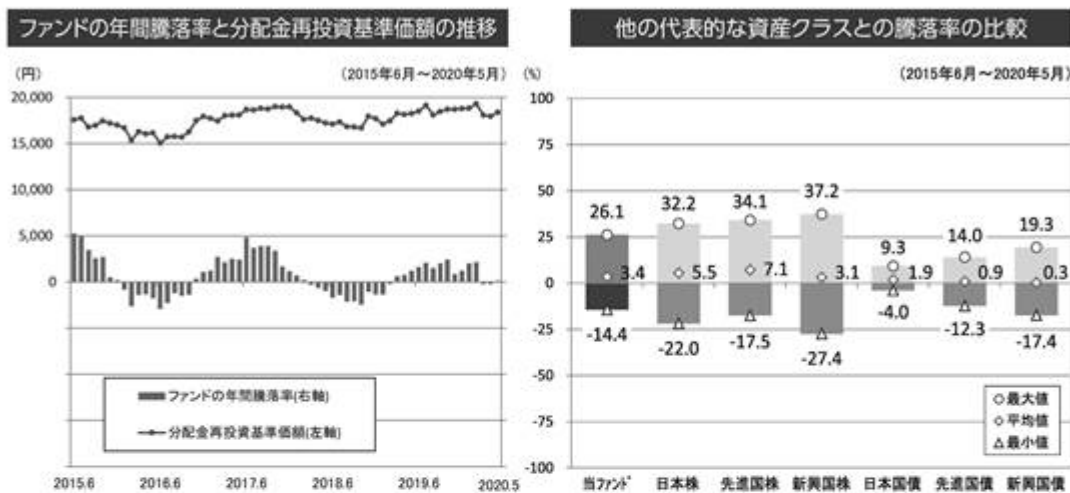 ファンドの年間騰落率と分配金再投資基準価額の推移
(円)
(2015年6月～2020年5月)
20,000
15,000
10,000
5,000
0
ファンドの年間騰落率(右軸)
分配金再投資基準価額(左軸)
2015.6 2016.6 2017.6 2018.6 2019.6 2020.5
他の代表的な資産クラスとの騰落率の比較
(%)
(2015年6月～2020年5月)
100
75
50
25
0
-25
-50
-75
-100
26.1 32.2 34.1 37.2 9.3 14.0 19.3
3.4 5.5 7.1 3.1 1.9 0.9 0.3
-14.4 -22.0 -17.5 -27.4 -4.0 -12.3 -17.4
○最大値
◇平均値
△最小値
当ファンド 日本株 先進国株 新興国株 日本国債 先進国債 新興国債